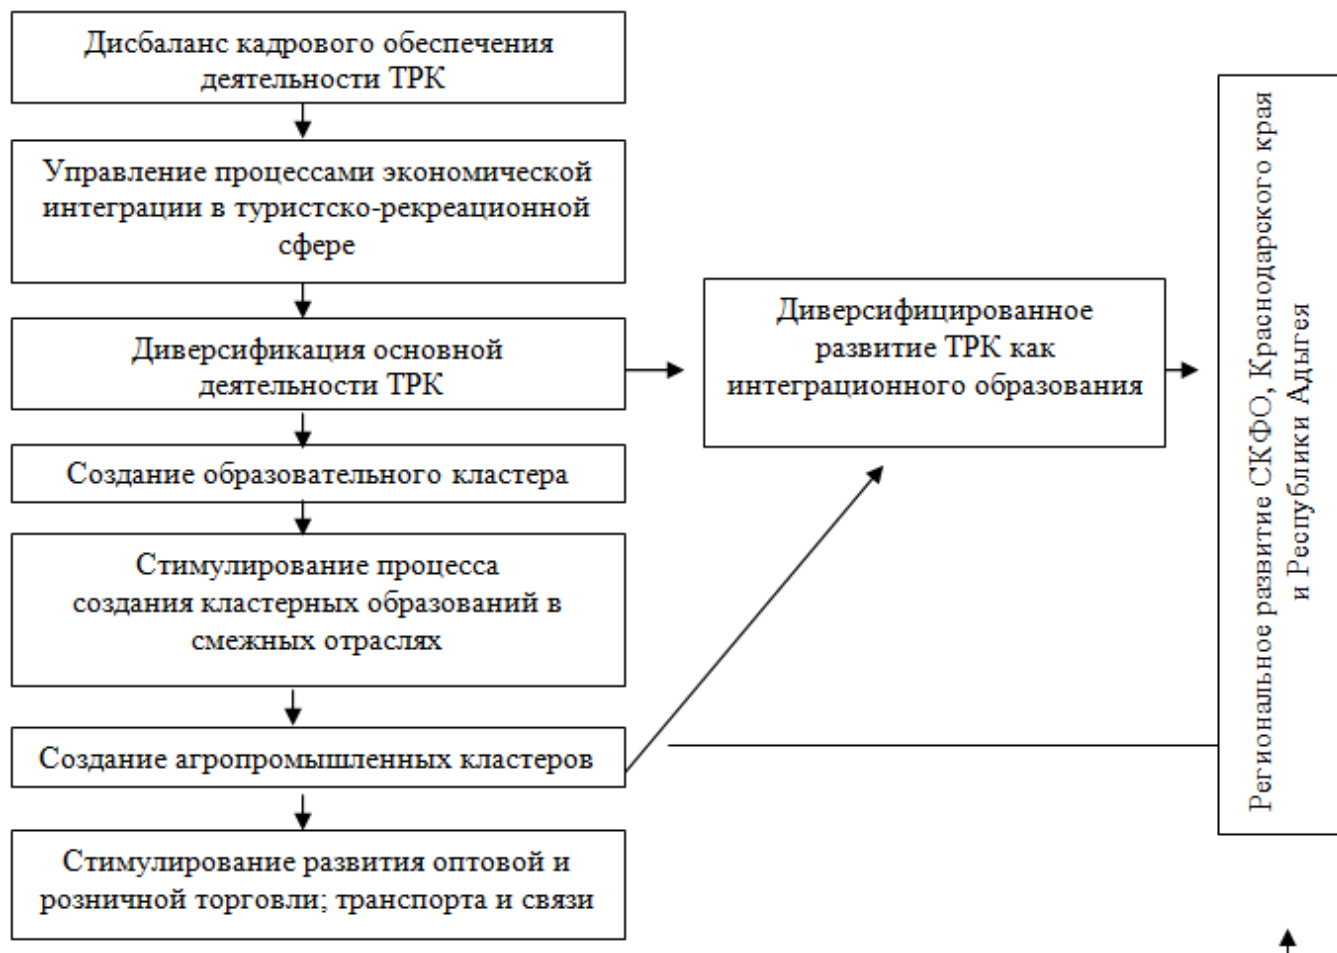 Дисбаланс кадрового обеспечения
деятельности ТРК
Управление процессами экономической
интеграции в туристско-рекреационной
сфере
Диверсификация основной
деятельности ТРК
Создание образовательного кластера
Стимулирование процесса
создания кластерных образований в
смежных отраслях
Создание агропромышленных кластеров
Стимулирование развития оптовой и
розничной торговли; транспорта и связи
Диверсифицированное
развитие ТРК как
интеграционного образования
Региональное развитие СКФО, Краснодарского края
и Республики Адыгея